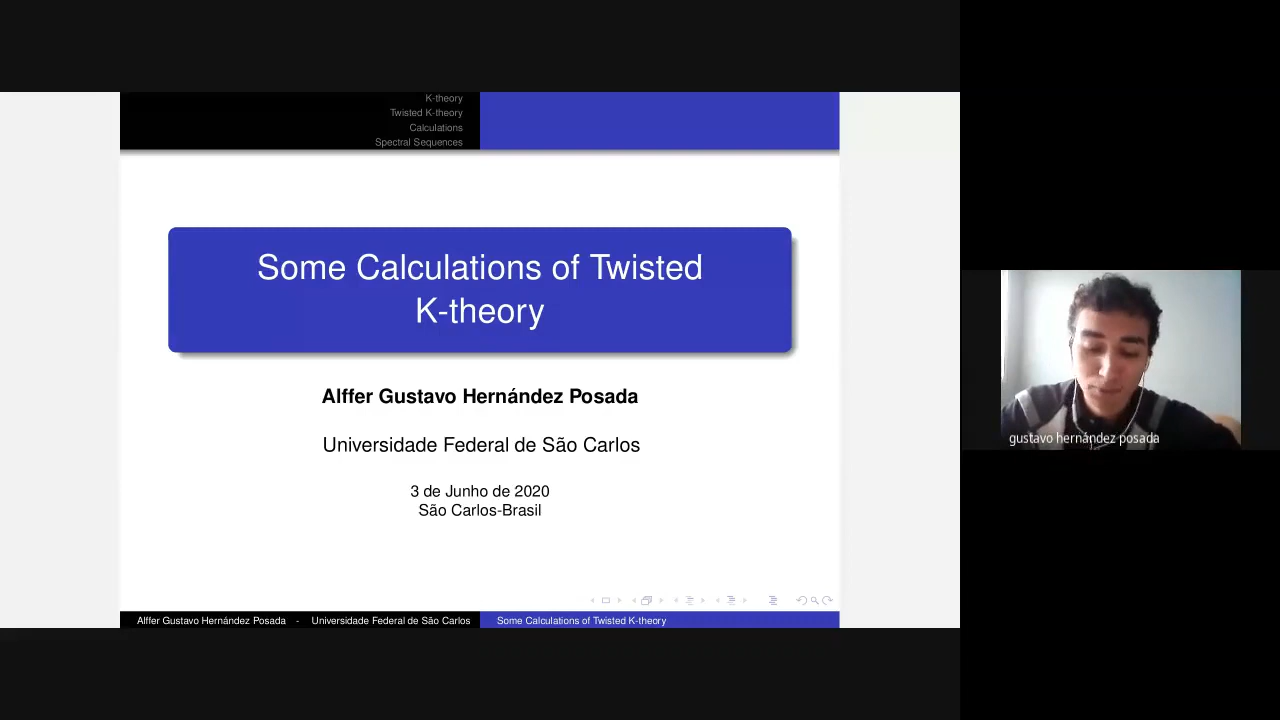 K-theory
Twisted K-theory
Calculations
Spectral Sequences
Some Calculations of Twisted
K-theory
Alffer Gustavo Hernández Posada
Universidade Federal de São Carlos
3 de Junho de 2020
São Carlos-Brasil
Alffer Gustavo Hernández Posada - Universidade Federal de São Carlos
Some Calculations of Twisted K-theory
gustavo hernández posada